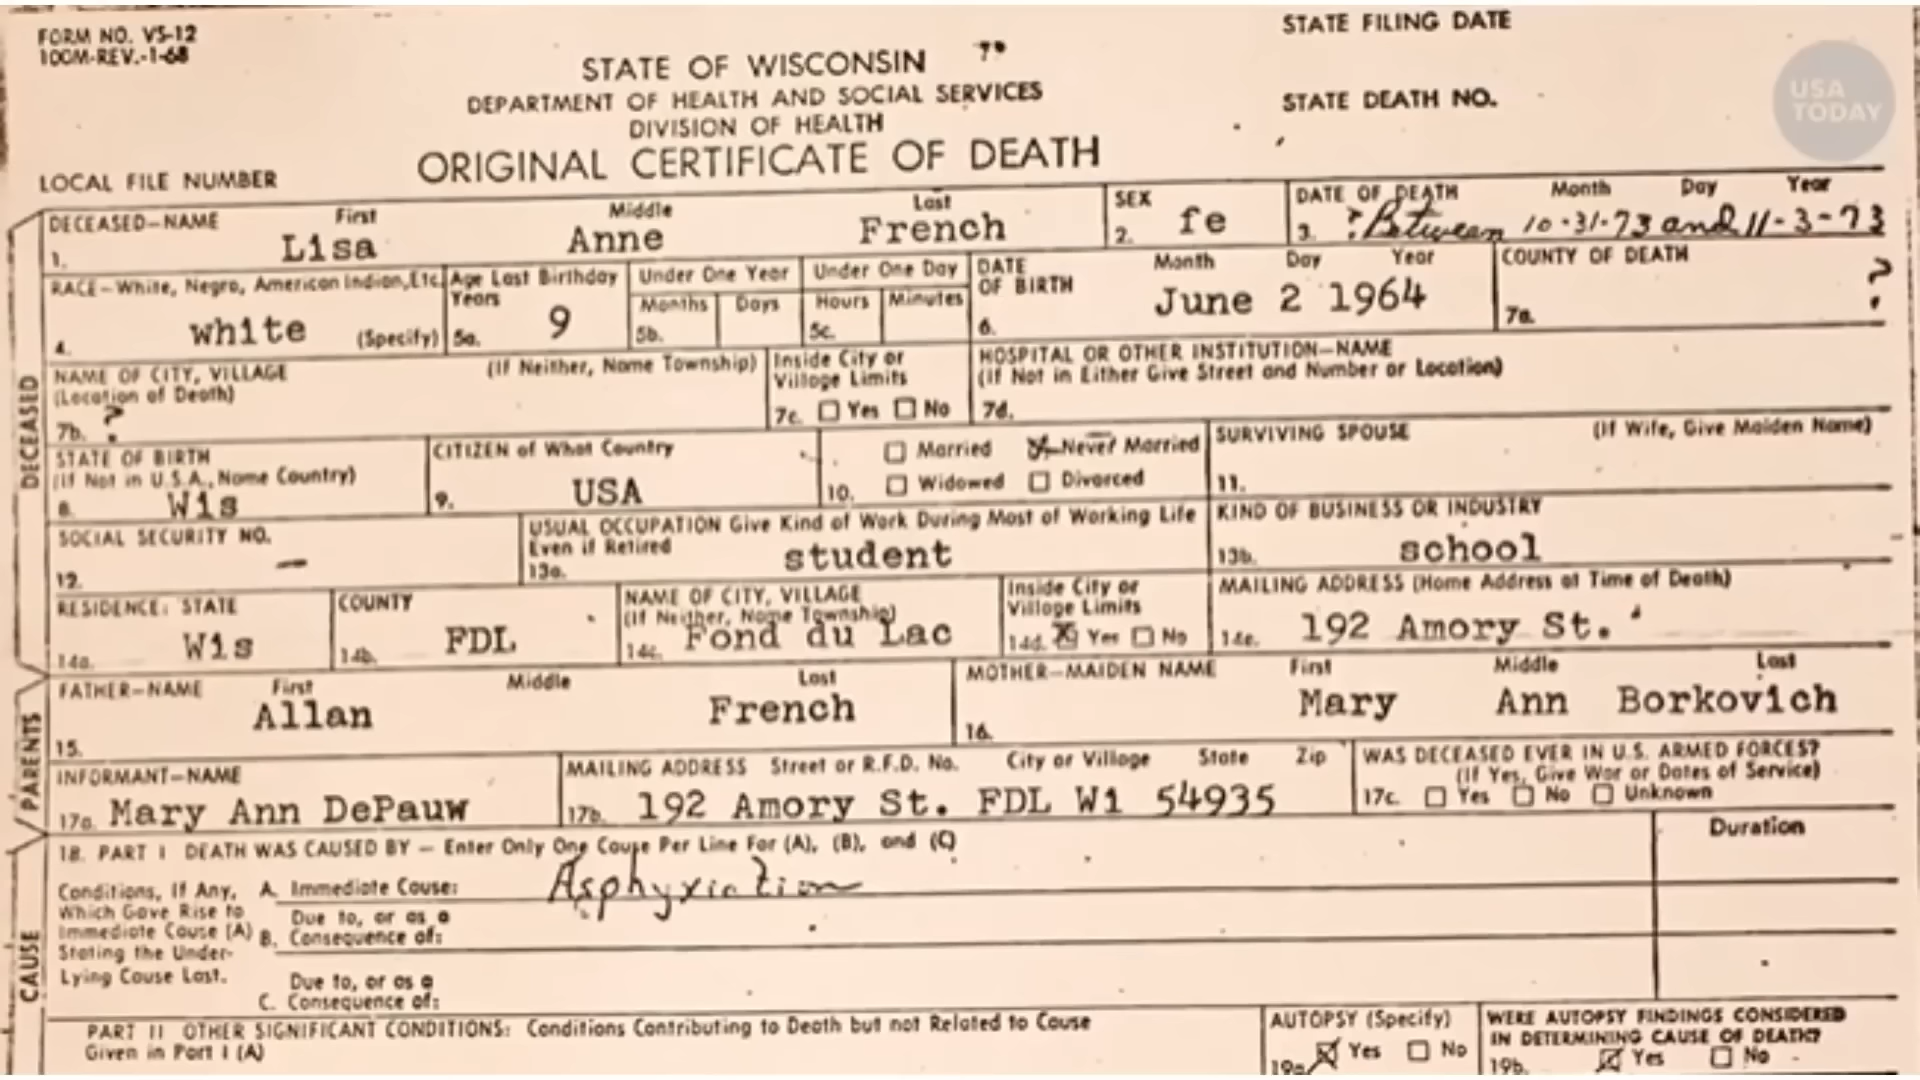 FORM NO. VS-12
100M-REV.-1-68
STATE FILING DATE
STATE OF WISCONSIN
DEPARTMENT OF HEALTH AND SOCIAL SERVICES
STATE DEATH NO.
USA
TODAY
DIVISION OF HEALTH
ORIGINAL CERTIFICATE OF DEATH
LOCAL FILE NUMBER
DECEASED
DECEASED—NAME First Middle Last
1. Lisa Anne French
SEX
2. fe
DATE OF DEATH Month Day Year
3. ? Between 10-31-73 and 11-3-73
RACE—White, Negro, American Indian, Etc.
4. white (Specify)
Age Last Birthday
Years
5a. 9
Under One Year
Months Days
5b.
Under One Day
Hours Minutes
5c.
DATE OF BIRTH Month Day Year
6. June 2 1964
COUNTY OF DEATH
7a. ?
NAME OF CITY, VILLAGE (If Neither, Name Township)
(Location of Death)
7b. ?
Inside City or
Village Limits
7c. Yes No
HOSPITAL OR OTHER INSTITUTION—NAME
(If Not in Either Give Street and Number or Location)
7d.
STATE OF BIRTH
(If Not in U.S.A., Name Country)
8. Wis
CITIZEN of What Country
9. USA
Married Never Married
10. Widowed Divorced
SURVIVING SPOUSE (If Wife, Give Maiden Name)
11.
SOCIAL SECURITY NO.
12. —
USUAL OCCUPATION Give Kind of Work During Most of Working Life
Even if Retired
13a. student
KIND OF BUSINESS OR INDUSTRY
13b. school
RESIDENCE: STATE
14a. Wis
COUNTY
14b. FDL
NAME OF CITY, VILLAGE
(If Neither, Name Township)
14c. Fond du Lac
Inside City or
Village Limits
14d. Yes No
MAILING ADDRESS (Home Address at Time of Death)
14e. 192 Amory St.
PARENTS
FATHER—NAME First Middle Last
15. Allan French
MOTHER—MAIDEN NAME First Middle Last
16. Mary Ann Borkovich
INFORMANT—NAME
17a. Mary Ann DePauw
MAILING ADDRESS Street or R.F.D. No. City or Village State Zip
17b. 192 Amory St. FDL Wi 54935
WAS DECEASED EVER IN U.S. ARMED FORCES?
(If Yes, Give War or Dates of Service)
17c. Yes No Unknown
CAUSE
18. PART I DEATH WAS CAUSED BY — Enter Only One Cause Per Line For (A), (B), and (C)
Duration
Conditions, If Any,
Which Gave Rise to
Immediate Cause (A)
Stating the Under-
Lying Cause Last.
A. Immediate Cause: Asphyxiation
Due to, or as a
B. Consequence of:
Due to, or as a
C. Consequence of:
PART II OTHER SIGNIFICANT CONDITIONS: Conditions Contributing to Death but not Related to Cause
Given in Part I (A)
AUTOPSY (Specify)
19a. Yes No
WERE AUTOPSY FINDINGS CONSIDERED
IN DETERMINING CAUSE OF DEATH?
19b. Yes No